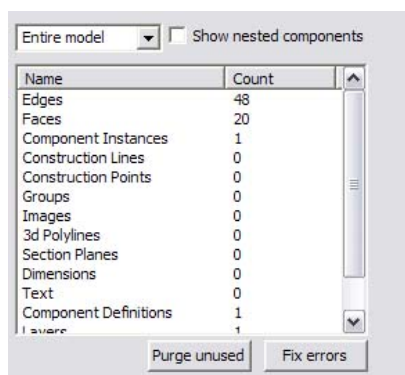 Entire model Show nested components
Name Count
Edges 48
Faces 20
Component Instances 1
Construction Lines 0
Construction Points 0
Groups 0
Images 0
3d Polylines 0
Section Planes 0
Dimensions 0
Text 0
Component Definitions 1
Layers 1
Purge unused Fix errors